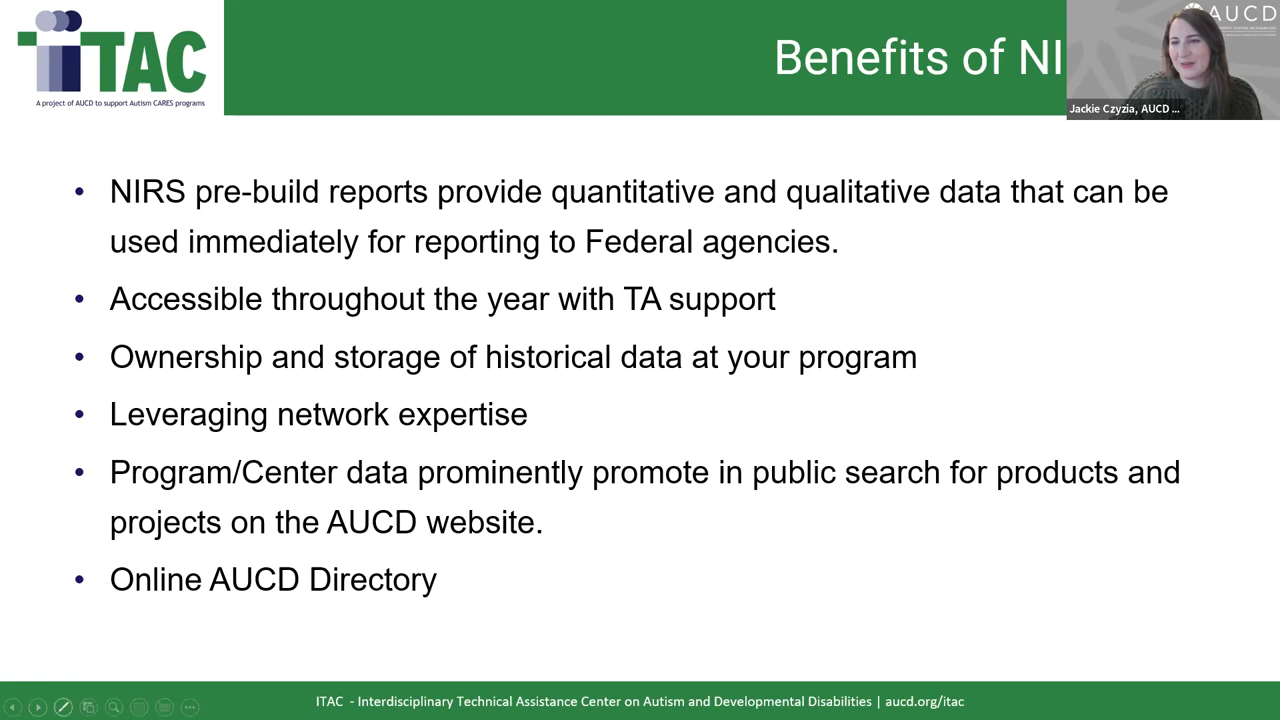 iTAC
A project of AUCD to support Autism CARES programs
Benefits of NI
AUCD
Jackie Czyzia, AUCD ...
• NIRS pre-build reports provide quantitative and qualitative data that can be
used immediately for reporting to Federal agencies.
• Accessible throughout the year with TA support
• Ownership and storage of historical data at your program
• Leveraging network expertise
• Program/Center data prominently promote in public search for products and
projects on the AUCD website.
• Online AUCD Directory
ITAC - Interdisciplinary Technical Assistance Center on Autism and Developmental Disabilities | aucd.org/itac